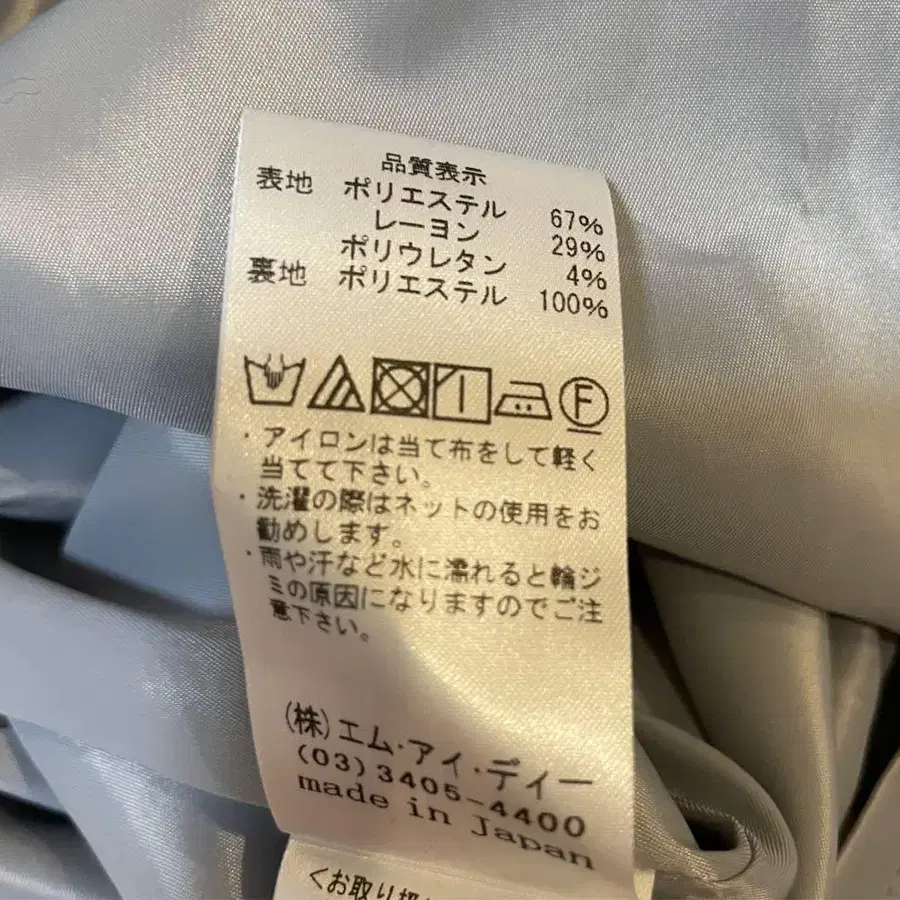 品質表示
表地 ポリエステル 67%
レーヨン 29%
ポリウレタン 4%
裏地 ポリエステル 100%
F
・アイロンは当て布をして軽く
当てて下さい。
・洗濯の際はネットの使用をお
勧めします。
・雨や汗など水に濡れると輪ジ
ミの原因になりますのでご注
意下さい。
(株)エム・アイ・ディー
(03)3405-4400
made in Japan
<お取り扱